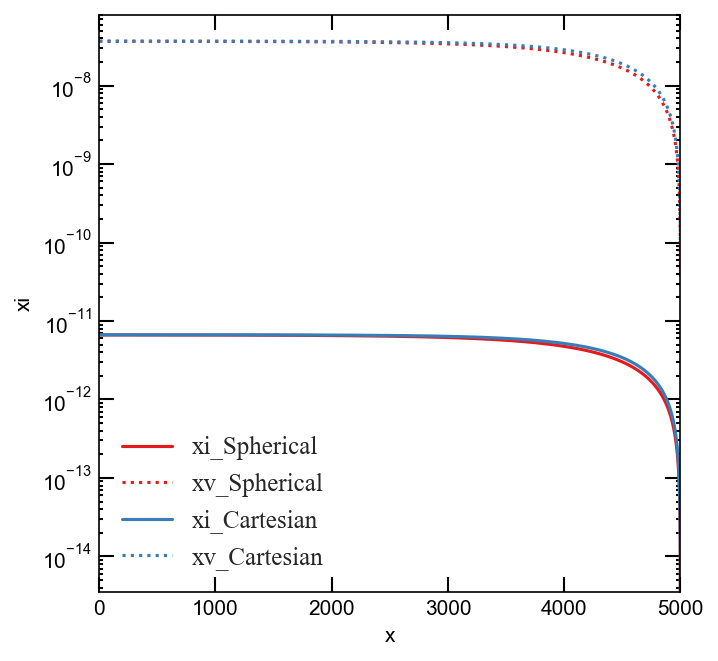 10⁻⁸
10⁻⁹
10⁻¹⁰
10⁻¹¹
10⁻¹²
10⁻¹³
10⁻¹⁴
xi
xi_Spherical
xv_Spherical
xi_Cartesian
xv_Cartesian
0 1000 2000 3000 4000 5000
x